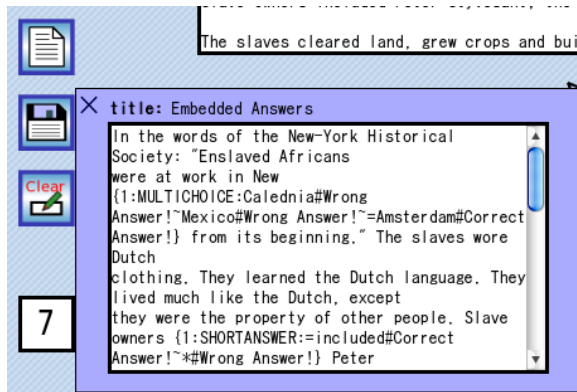 The slaves cleared land, grew crops and bui
title: Embedded Answers
In the words of the New-York Historical
Society: "Enslaved Africans
were at work in New
{1:MULTICHOICE:Calednia#Wrong
Answer!~Mexico#Wrong Answer!~=Amsterdam#Correct
Answer!} from its beginning." The slaves wore
Dutch
clothing. They learned the Dutch language. They
lived much like the Dutch, except
they were the property of other people. Slave
owners {1:SHORTANSWER:=included#Correct
Answer!~*#Wrong Answer!} Peter
Clear
7